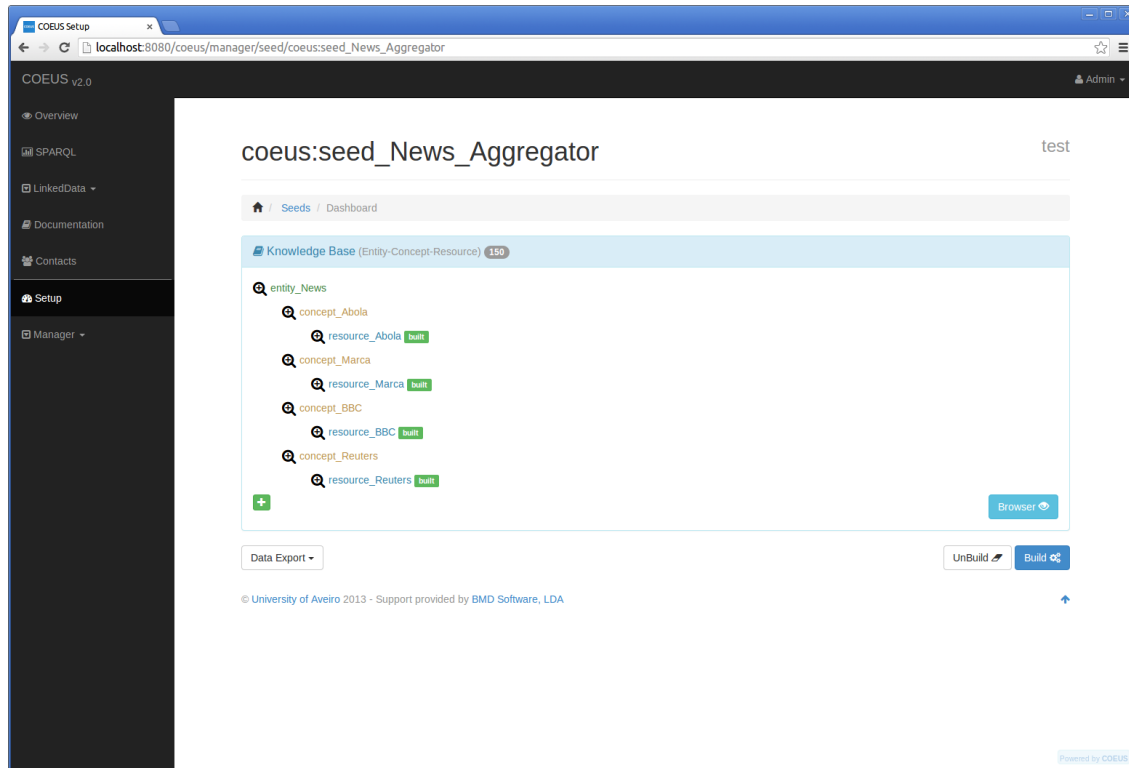 COEUS Setup ×
localhost:8080/coeus/manager/seed/coeus:seed_News_Aggregator
COEUS v2.0
Admin
Overview
SPARQL
LinkedData
Documentation
Contacts
Setup
Manager
coeus:seed_News_Aggregator
test
/ Seeds / Dashboard
Knowledge Base (Entity-Concept-Resource) 150
entity_News
concept_Abola
resource_Abola built
concept_Marca
resource_Marca built
concept_BBC
resource_BBC built
concept_Reuters
resource_Reuters built
Browser
Data Export
UnBuild
Build
© University of Aveiro 2013 - Support provided by BMD Software, LDA
Powered by COEUS